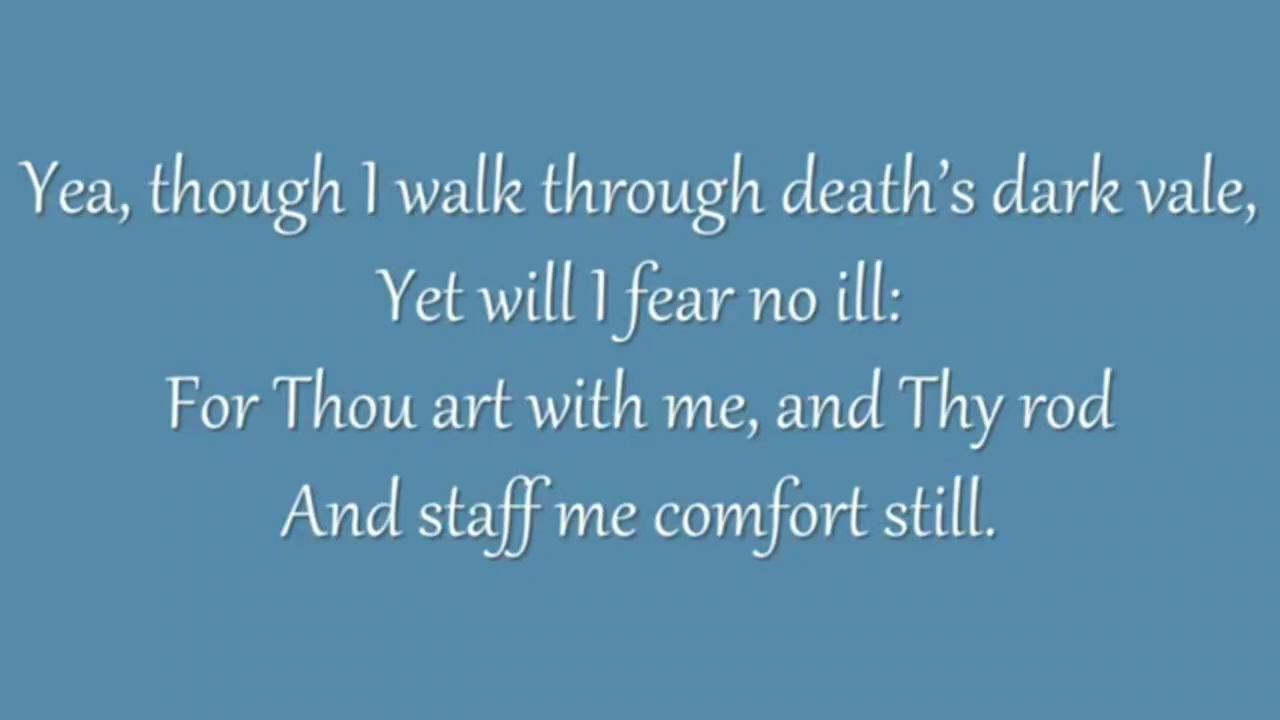 Yea, though I walk through death’s dark vale,
Yet will I fear no ill:
For Thou art with me, and Thy rod
And staff me comfort still.